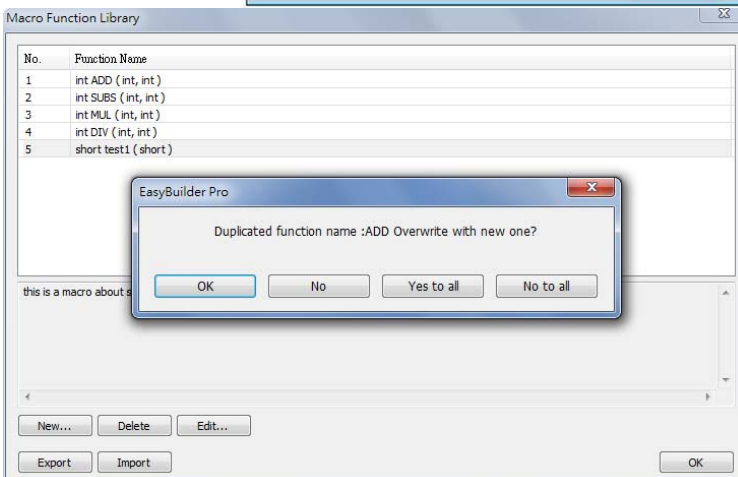 Macro Function Library
No. Function Name
1 int ADD ( int, int )
2 int SUBS ( int, int )
3 int MUL ( int, int )
4 int DIV ( int, int )
5 short test1 ( short )
EasyBuilder Pro
Duplicated function name :ADD Overwrite with new one?
OK No Yes to all No to all
this is a macro about s
New... Delete Edit...
Export Import OK